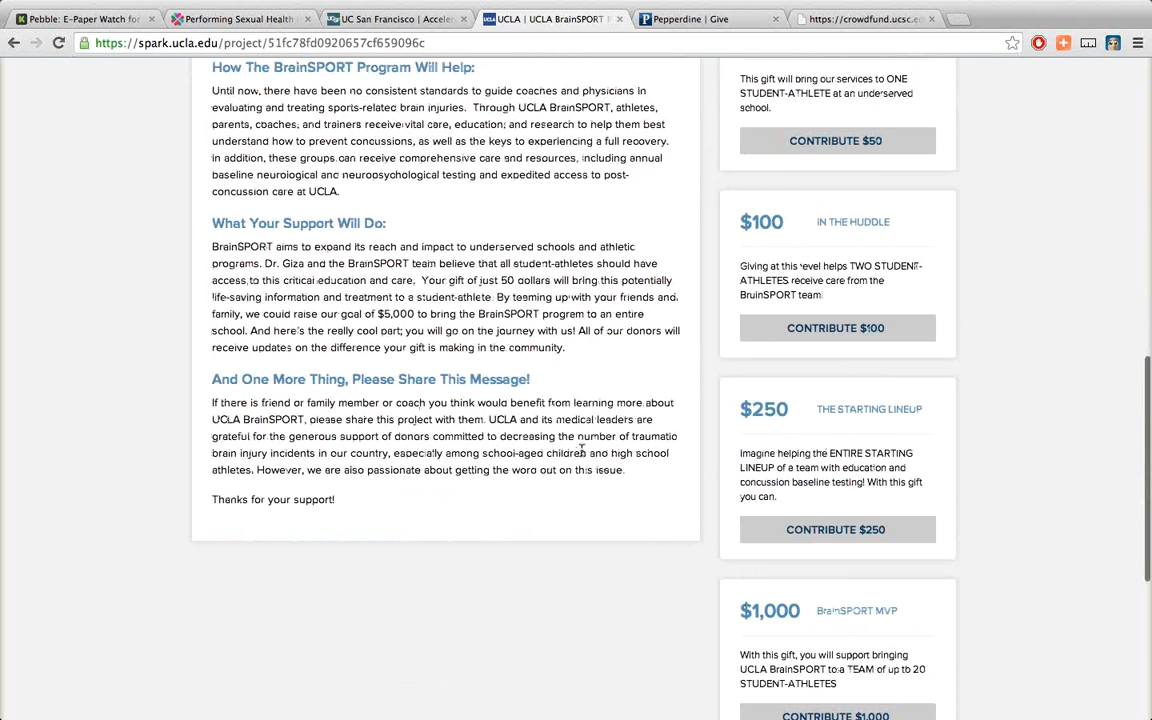 Pebble: E-Paper Watch for
Performing Sexual Health
UC San Francisco | Acceler
UCLA | UCLA BrainSPORT
Pepperdine | Give
https://crowdfund.ucsc.e
https://spark.ucla.edu/project/51fc78fd0920657cf659096c
How The BrainSPORT Program Will Help:
Until now, there have been no consistent standards to guide coaches and physicians in
evaluating and treating sports-related brain injuries. Through UCLA BrainSPORT, athletes,
parents, coaches, and trainers receive vital care, education, and research to help them best
understand how to prevent concussions, as well as the keys to experiencing a full recovery.
In addition, these groups can receive comprehensive care and resources, including annual
baseline neurological and neuropsychological testing and expedited access to post-
concussion care at UCLA.
What Your Support Will Do:
BrainSPORT aims to expand its reach and impact to underserved schools and athletic
programs. Dr. Giza and the BrainSPORT team believe that all student-athletes should have
access to this critical education and care. Your gift of just 50 dollars will bring this potentially
life-saving information and treatment to a student-athlete. By teaming up with your friends and
family, we could raise our goal of $5,000 to bring the BrainSPORT program to an entire
school. And here's the really cool part; you will go on the journey with us! All of our donors will
receive updates on the difference your gift is making in the community.
And One More Thing, Please Share This Message!
If there is friend or family member or coach you think would benefit from learning more about
UCLA BrainSPORT, please share this project with them. UCLA and its medical leaders are
grateful for the generous support of donors committed to decreasing the number of traumatic
brain injury incidents in our country, especially among school-aged children and high school
athletes. However, we are also passionate about getting the word out on this issue.
Thanks for your support!
This gift will bring our services to ONE
STUDENT-ATHLETE at an underserved
school.
CONTRIBUTE $50
$100 IN THE HUDDLE
Giving at this level helps TWO STUDENT-
ATHLETES receive care from the
BruinSPORT team!
CONTRIBUTE $100
$250 THE STARTING LINEUP
Imagine helping the ENTIRE STARTING
LINEUP of a team with education and
concussion baseline testing! With this gift
you can.
CONTRIBUTE $250
$1,000 BrainSPORT MVP
With this gift, you will support bringing
UCLA BrainSPORT to a TEAM of up to 20
STUDENT-ATHLETES
CONTRIBUTE $1,000